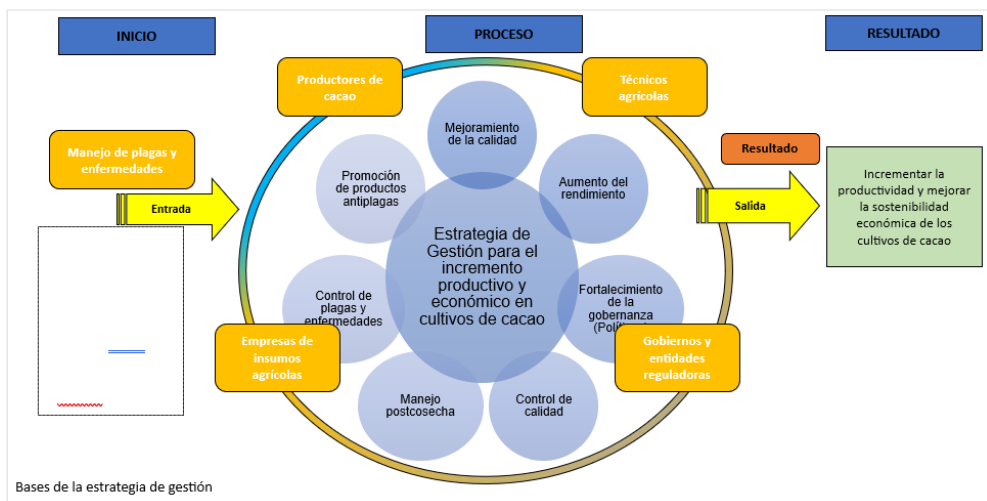 INICIO
PROCESO
RESULTADO
Productores de
cacao
Técnicos
agrícolas
Manejo de plagas y
enfermedades
Entrada
Mejoramiento
de la calidad
Promoción
de productos
antiplagas
Aumento del
rendimiento
Estrategia de
Gestión para el
incremento
productivo y
económico en
cultivos de cacao
Control de
plagas y
enfermedades
Fortalecimiento
de la
gobernanza
Empresas de
insumos
agrícolas
Gobiernos y
entidades
reguladoras
Manejo
postcosecha
Control de
calidad
Resultado
Salida
Incrementar la
productividad y mejorar
la sostenibilidad
económica de los
cultivos de cacao
Bases de la estrategia de gestión